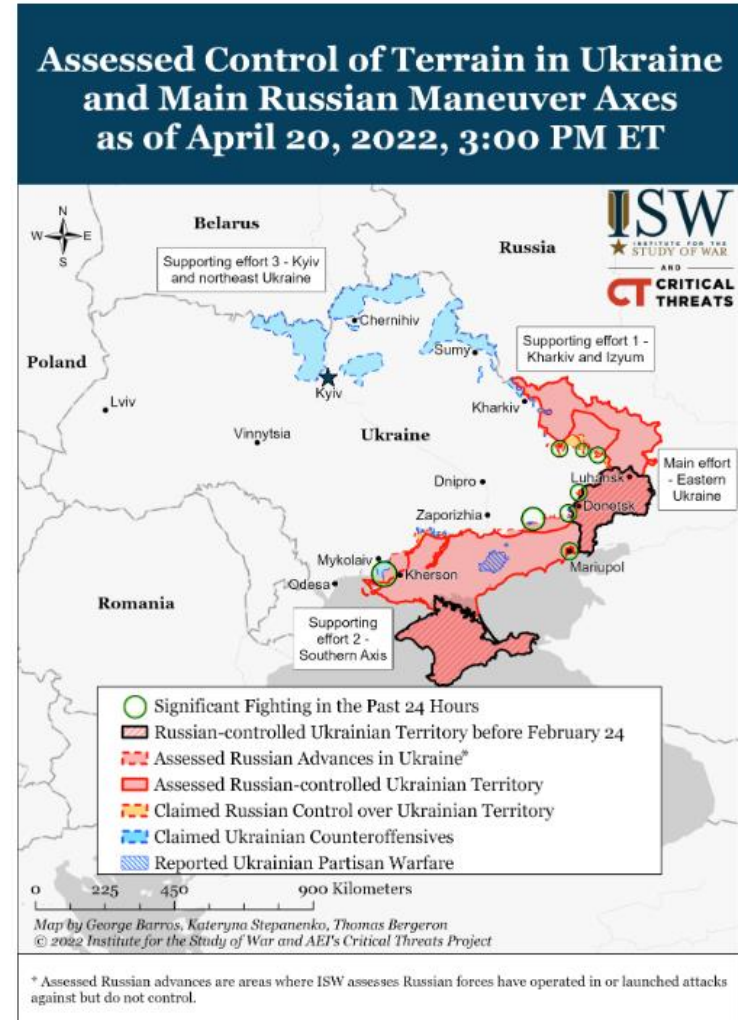 Assessed Control of Terrain in Ukraine
and Main Russian Maneuver Axes
as of April 20, 2022, 3:00 PM ET
N
W
E
S
Belarus
Russia
ISW
INSTITUTE FOR THE
STUDY OF WAR
AND
CT CRITICAL
THREATS
Supporting effort 3 - Kyiv
and northeast Ukraine
Chernihiv
Sumy
Supporting effort 1 -
Kharkiv and Izyum
Poland
Kyiv
Lviv
Kharkiv
Vinnytsia
Ukraine
Main effort
- Eastern
Ukraine
Luhansk
Dnipro
Donetsk
Zaporizhia
Mykolaiv
Mariupol
Kherson
Odesa
Romania
Supporting
effort 2 -
Southern Axis
Significant Fighting in the Past 24 Hours
Russian-controlled Ukrainian Territory before February 24
Assessed Russian Advances in Ukraine*
Assessed Russian-controlled Ukrainian Territory
Claimed Russian Control over Ukrainian Territory
Claimed Ukrainian Counteroffensives
Reported Ukrainian Partisan Warfare
0 225 450 900 Kilometers
Map by George Barros, Kateryna Stepanenko, Thomas Bergeron
© 2022 Institute for the Study of War and AEI's Critical Threats Project
* Assessed Russian advances are areas where ISW assesses Russian forces have operated in or launched attacks
against but do not control.